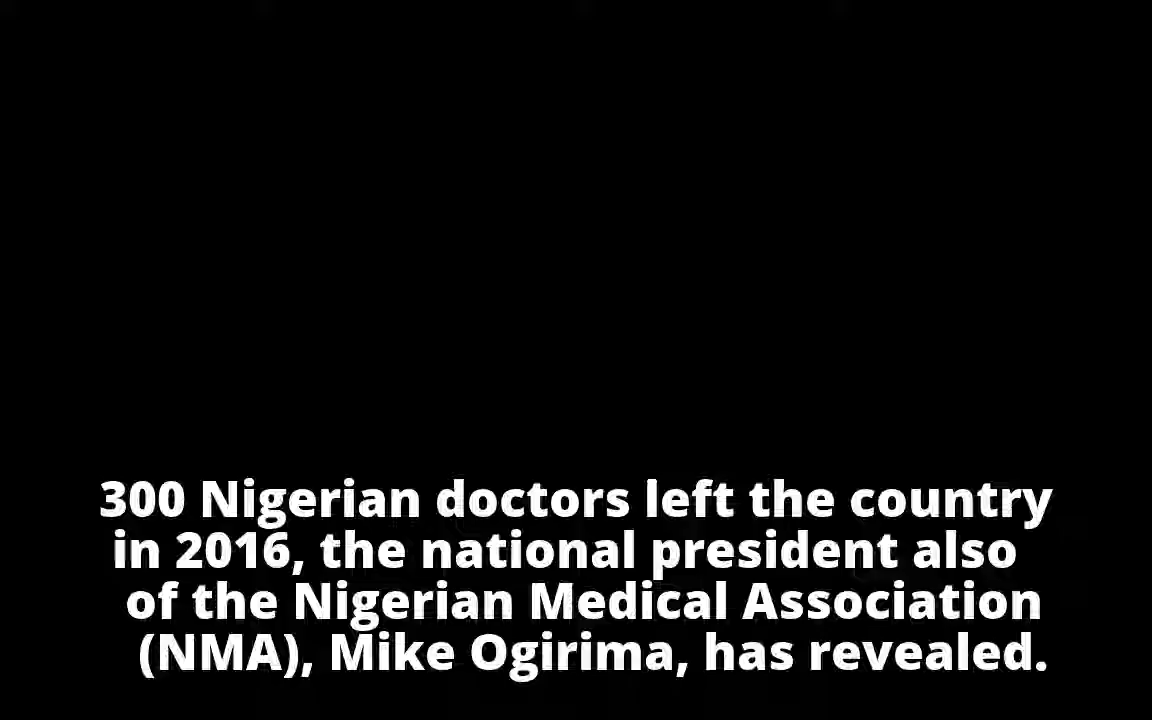 300 Nigerian doctors left the country
in 2016, the national president also
of the Nigerian Medical Association
(NMA), Mike Ogirima, has revealed.